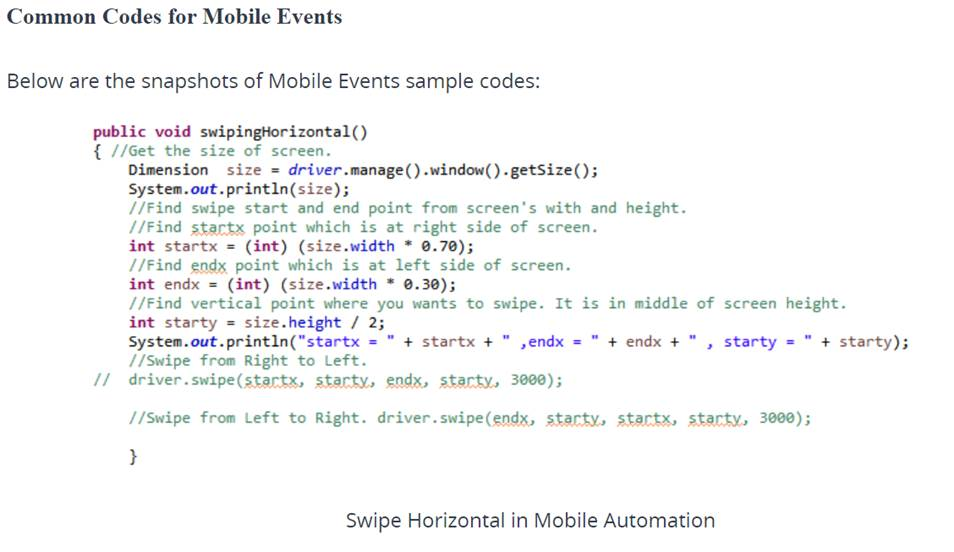 Common Codes for Mobile Events
Below are the snapshots of Mobile Events sample codes:
public void swipingHorizontal()
{ //Get the size of screen.
Dimension  size = driver.manage().window().getSize();
System.out.println(size);
//Find swipe start and end point from screen's with and height.
//Find startx point which is at right side of screen.
int startx = (int) (size.width * 0.70);
//Find endx point which is at left side of screen.
int endx = (int) (size.width * 0.30);
//Find vertical point where you wants to swipe. It is in middle of screen height.
int starty = size.height / 2;
System.out.println("startx = " + startx + " ,endx = " + endx + " , starty = " + starty);
//Swipe from Right to Left.
//  driver.swipe(startx, starty, endx, starty, 3000);
//Swipe from Left to Right. driver.swipe(endx, starty, startx, starty, 3000);
}
Swipe Horizontal in Mobile Automation